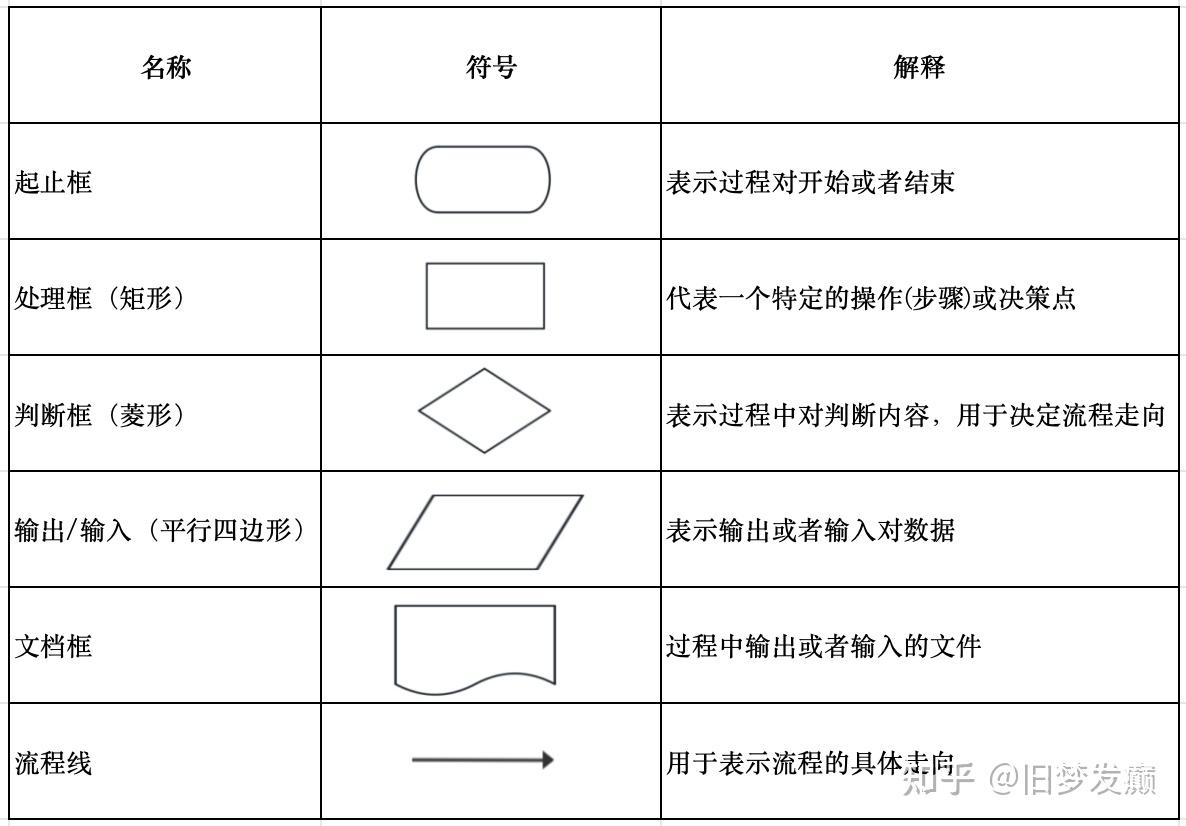 名称 符号 解释
起止框 表示过程对开始或者结束
处理框（矩形） 代表一个特定的操作(步骤)或决策点
判断框（菱形） 表示过程中对判断内容，用于决定流程走向
输出/输入（平行四边形） 表示输出或者输入对数据
文档框 过程中输出或者输入的文件
流程线 用于表示流程的具体走向
知乎 @旧梦发癫